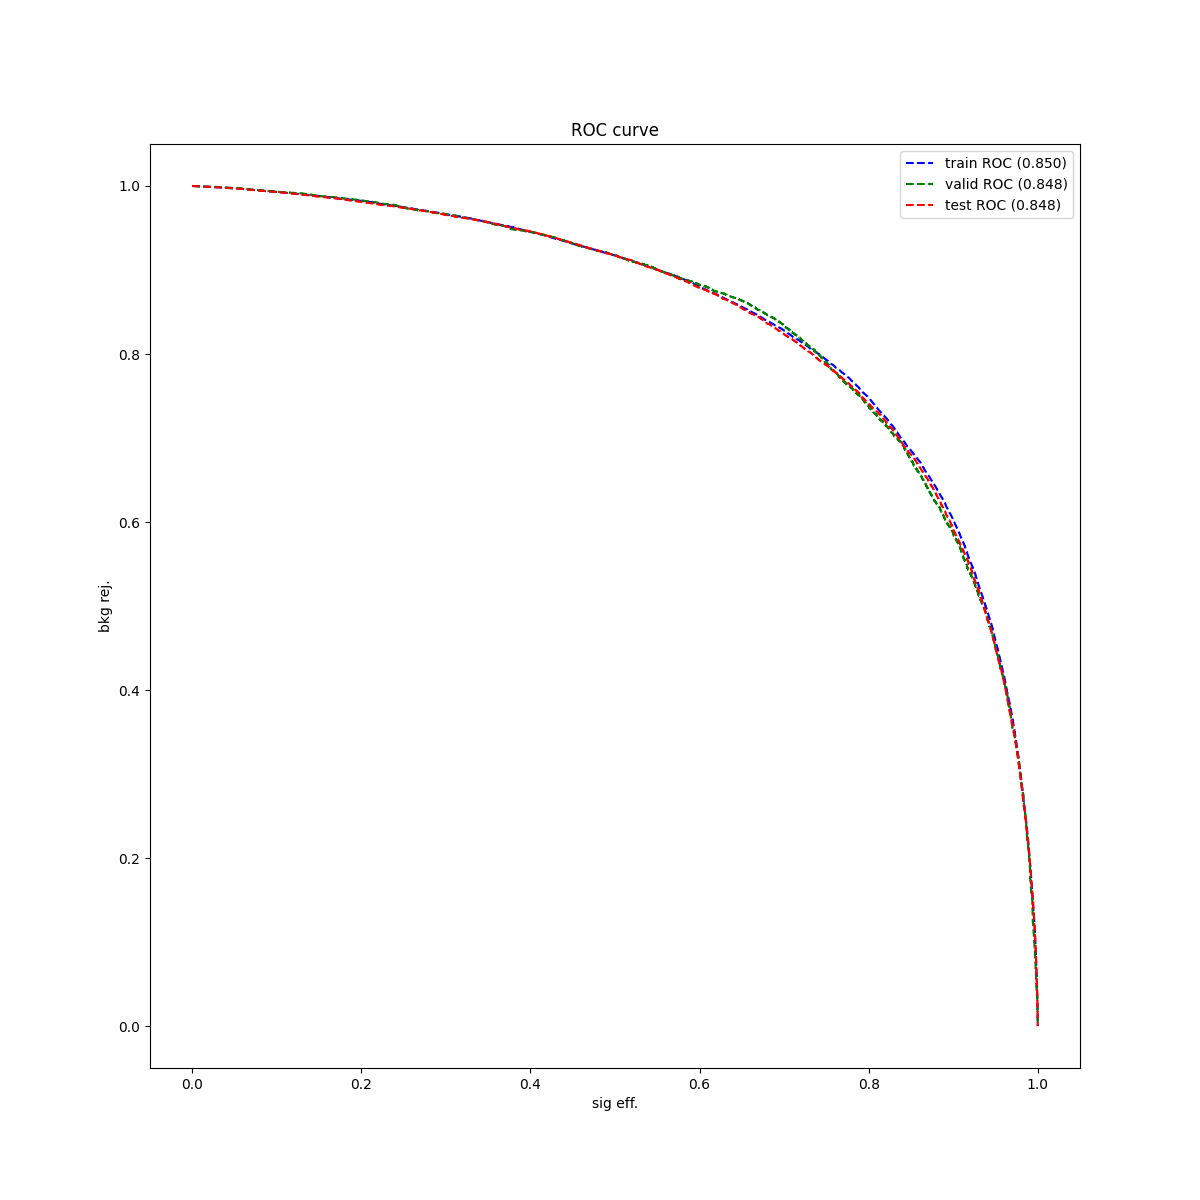 ROC curve
train ROC (0.850)
valid ROC (0.848)
test ROC (0.848)
1.0
0.8
0.6
0.4
0.2
0.0
bkg rej.
0.0 0.2 0.4 0.6 0.8 1.0
sig eff.